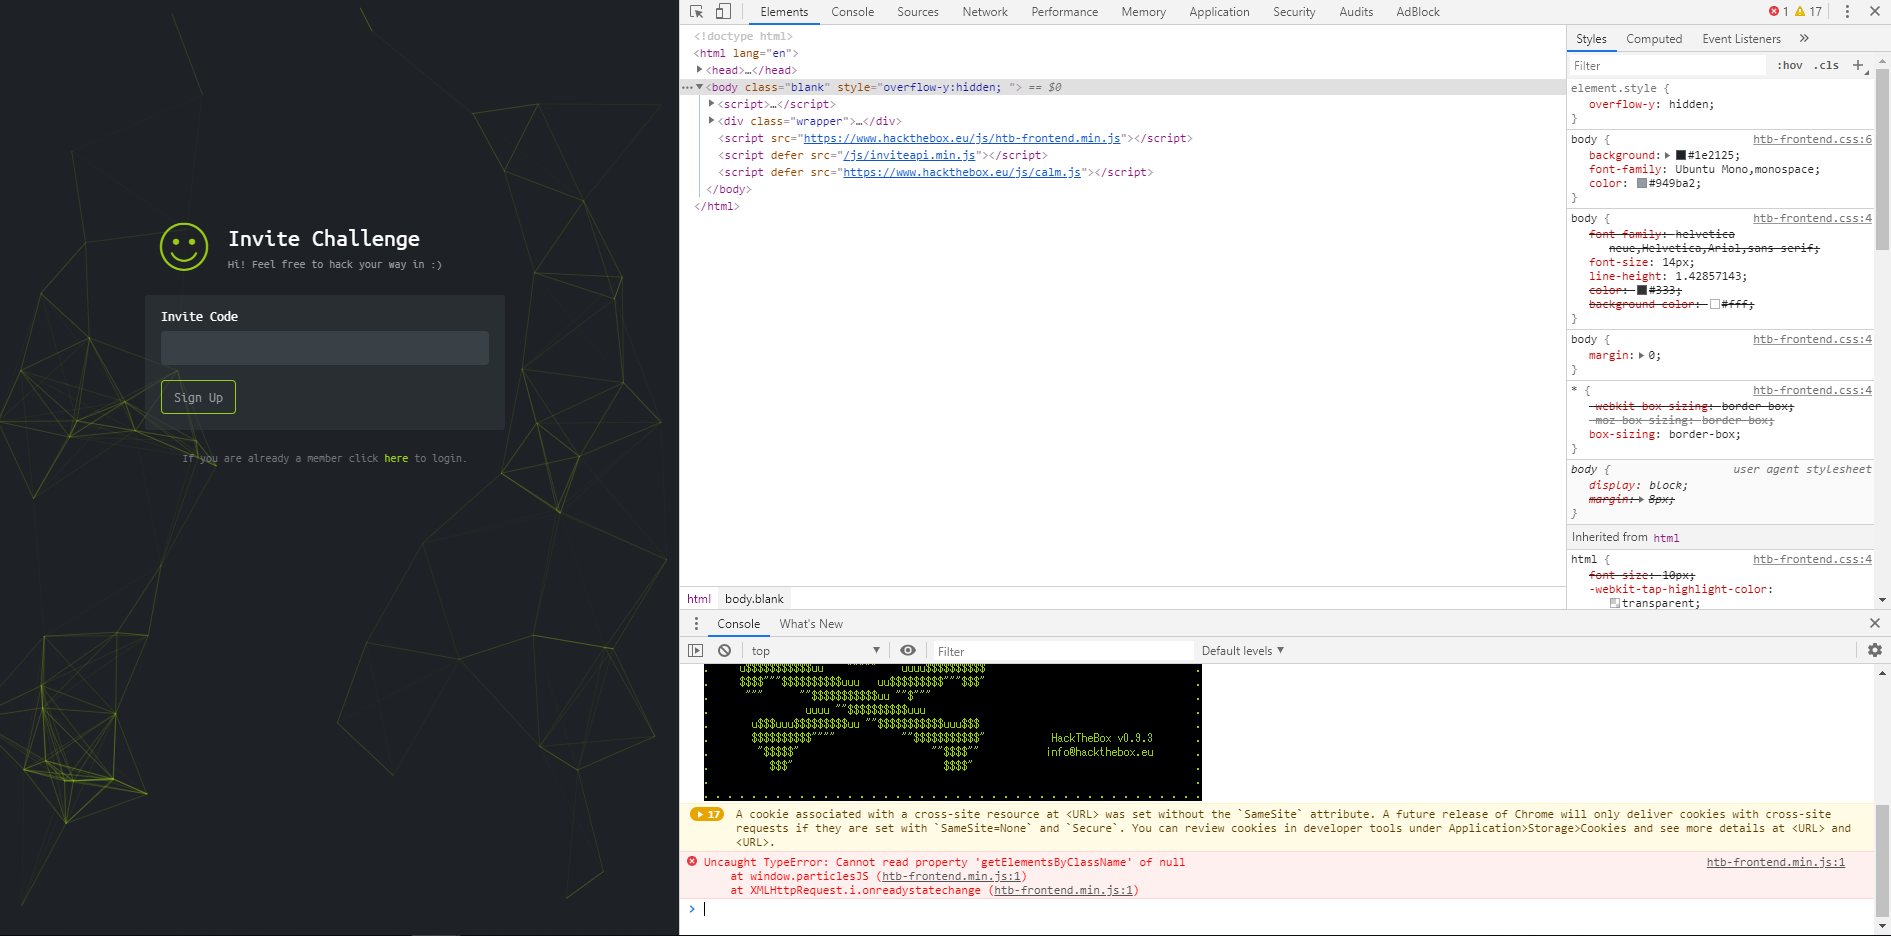 Invite Challenge
Hi! Feel free to hack your way in :)
Invite Code
Sign Up
If you are already a member click here to login.
Elements Console Sources Network Performance Memory Application Security Audits AdBlock 1 17
<!doctype html>
<html lang="en">
<head>…</head>
<body class="blank" style="overflow-y:hidden; "> == $0
<script>…</script>
<div class="wrapper">…</div>
<script src="https://www.hackthebox.eu/js/htb-frontend.min.js"></script>
<script defer src="/js/inviteapi.min.js"></script>
<script defer src="https://www.hackthebox.eu/js/calm.js"></script>
</body>
</html>
html body.blank
Styles Computed Event Listeners »
Filter :hov .cls +
element.style {
overflow-y: hidden;
}
body { htb-frontend.css:6
background: #1e2125;
font-family: Ubuntu Mono,monospace;
color: #949ba2;
}
body { htb-frontend.css:4
font-family: helvetica
neue,Helvetica,Arial,sans-serif;
font-size: 14px;
line-height: 1.42857143;
color: #333;
background-color: #fff;
}
body { htb-frontend.css:4
margin: 0;
}
* { htb-frontend.css:4
-webkit-box-sizing: border-box;
-moz-box-sizing: border-box;
box-sizing: border-box;
}
body { user agent stylesheet
display: block;
margin: 8px;
}
Inherited from html
html { htb-frontend.css:4
font-size: 10px;
-webkit-tap-highlight-color:
transparent;
Console What's New
top Filter Default levels
HackTheBox v0.9.3
info@hackthebox.eu
17 A cookie associated with a cross-site resource at <URL> was set without the `SameSite` attribute. A future release of Chrome will only deliver cookies with cross-site
requests if they are set with `SameSite=None` and `Secure`. You can review cookies in developer tools under Application>Storage>Cookies and see more details at <URL> and
<URL>.
Uncaught TypeError: Cannot read property 'getElementsByClassName' of null htb-frontend.min.js:1
at window.particlesJS (htb-frontend.min.js:1)
at XMLHttpRequest.i.onreadystatechange (htb-frontend.min.js:1)
>